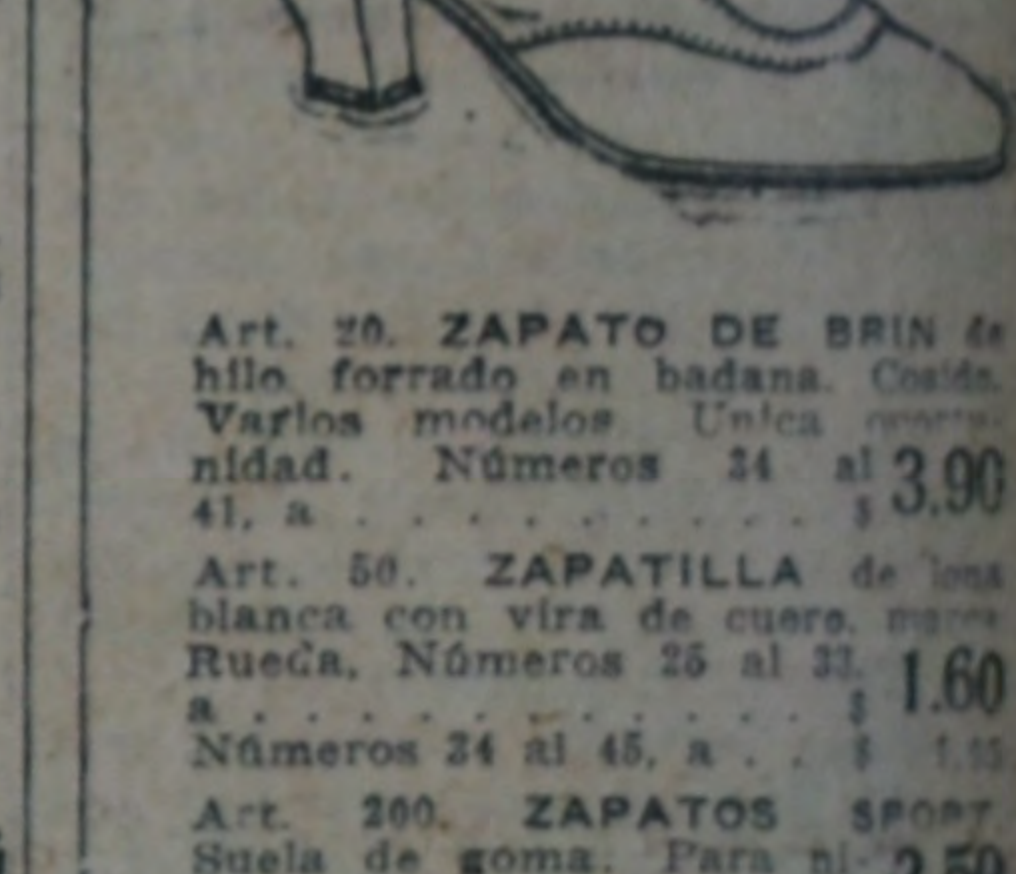 Art. 20. ZAPATO DE BRIN de
hilo forrado en badana. Cosido.
Varios modelos. Unica oportu-
nidad. Números 34 al
41, a . . . . . . . . . $ 3.90
Art. 50. ZAPATILLA de lona
blanca con vira de cuero, marca
Rueda, Números 25 al 33,
a . . . . . . . . . . . $ 1.60
Números 34 al 45, a . . $
Art. 200. ZAPATOS SPORT.
Suela de goma. Para ni- 2.50